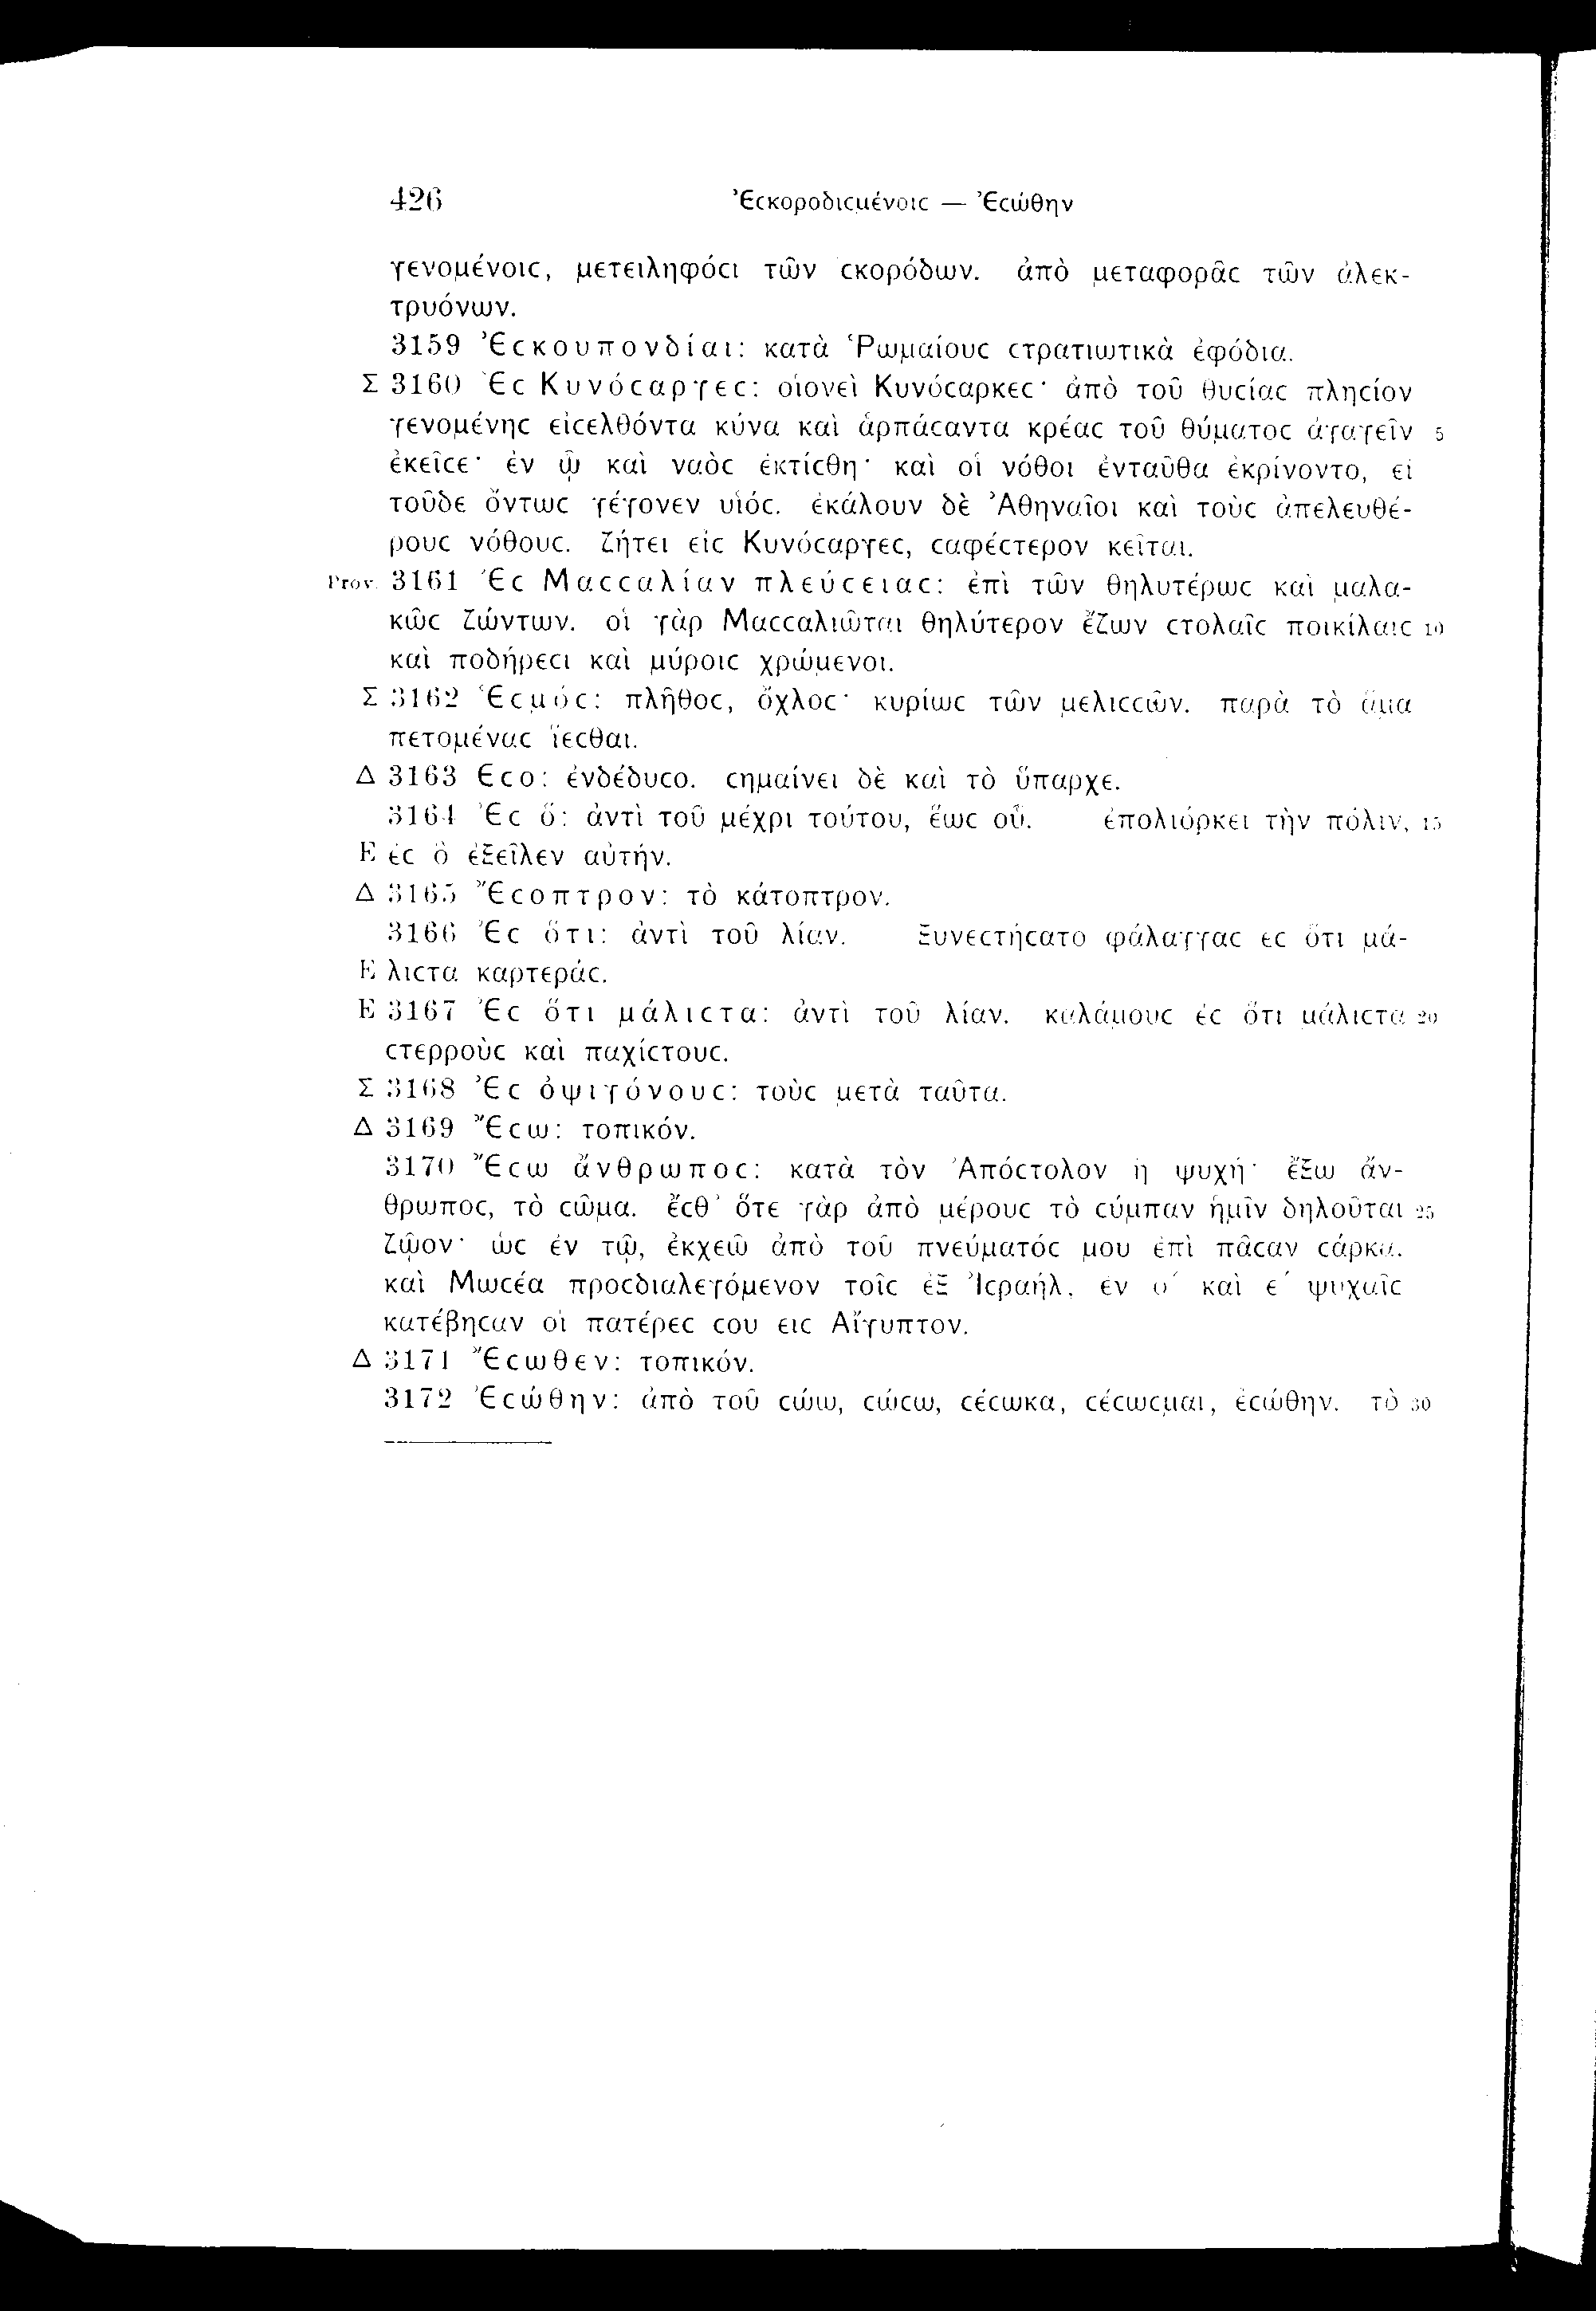 426 Ἐϲκοροδιϲμένοιϲ — Ἐϲώθην
γενομένοιϲ, μετειληφόϲι τῶν ϲκορόδων. ἀπὸ μεταφορᾶϲ τῶν ἀλεκ-
τρυόνων.
3159 Ἐϲκουπονδίαι: κατὰ Ῥωμαίουϲ ϲτρατιωτικὰ ἐφόδια.
Σ 3160 Ἐϲ Κυνόϲαργεϲ: οἱονεὶ Κυνόϲαρκεϲ· ἀπὸ τοῦ θυϲίαϲ πληϲίον
γενομένηϲ εἰϲελθόντα κύνα καὶ ἁρπάϲαντα κρέαϲ τοῦ θύματοϲ ἀγαγεῖν 5
ἐκεῖϲε· ἐν ᾧ καὶ ναὸϲ ἐκτίϲθη· καὶ οἱ νόθοι ἐνταῦθα ἐκρίνοντο, εἰ
τοῦδε ὄντωϲ γέγονεν υἱόϲ. ἐκάλουν δὲ Ἀθηναῖοι καὶ τοὺϲ ἀπελευθέ-
ρουϲ νόθουϲ. ζήτει εἰϲ Κυνόϲαργεϲ, ϲαφέϲτερον κεῖται.
Prov. 3161 Ἐϲ Μαϲϲαλίαν πλεύϲειαϲ: ἐπὶ τῶν θηλυτέρωϲ καὶ μαλα-
κῶϲ ζώντων. οἱ γὰρ Μαϲϲαλιῶται θηλύτερον ἔζων ϲτολαῖϲ ποικίλαιϲ 10
καὶ ποδήρεϲι καὶ μύροιϲ χρώμενοι.
Σ 3162 Ἑϲμόϲ: πλῆθοϲ, ὄχλοϲ· κυρίωϲ τῶν μελιϲϲῶν. παρὰ τὸ ἅμα
πετομέναϲ ἵεϲθαι.
Δ 3163 Ἕϲο: ἐνδέδυϲο. ϲημαίνει δὲ καὶ τὸ ὕπαρχε.
3164 Ἐϲ ὅ: ἀντὶ τοῦ μέχρι τούτου, ἕωϲ οὗ. ἐπολιόρκει τὴν πόλιν, 15
E ἐϲ ὃ ἐξεῖλεν αὐτήν.
Δ 3165 Ἔϲοπτρον: τὸ κάτοπτρον.
3166 Ἐϲ ὅτι: ἀντὶ τοῦ λίαν. ξυνεϲτήϲατο φάλαγγαϲ ἐϲ ὅτι μά-
E λιϲτα καρτεράϲ.
E 3167 Ἐϲ ὅτι μάλιϲτα: ἀντὶ τοῦ λίαν. καλάμουϲ ἐϲ ὅτι μάλιϲτα 20
ϲτερροὺϲ καὶ παχίϲτουϲ.
Σ 3168 Ἐϲ ὀψιγόνουϲ: τοὺϲ μετὰ ταῦτα.
Δ 3169 Ἔϲω: τοπικόν.
3170 Ἔϲω ἄνθρωποϲ: κατὰ τὸν Ἀπόϲτολον ἡ ψυχή· ἔξω ἄν-
θρωποϲ, τὸ ϲῶμα. ἔϲθ’ ὅτε γὰρ ἀπὸ μέρουϲ τὸ ϲύμπαν ἡμῖν δηλοῦται 25
ζῷον· ὡϲ ἐν τῷ, ἐκχεῶ ἀπὸ τοῦ πνεύματόϲ μου ἐπὶ πᾶϲαν ϲάρκα.
καὶ Μωϲέα προϲδιαλεγόμενον τοῖϲ ἐξ Ἰϲραήλ, ἐν ο´ καὶ ε´ ψυχαῖϲ
κατέβηϲαν οἱ πατέρεϲ ϲου εἰϲ Αἴγυπτον.
Δ 3171 Ἔϲωθεν: τοπικόν.
3172 Ἐϲώθην: ἀπὸ τοῦ ϲώω, ϲώϲω, ϲέϲωκα, ϲέϲωϲμαι, ἐϲώθην. τὸ 30